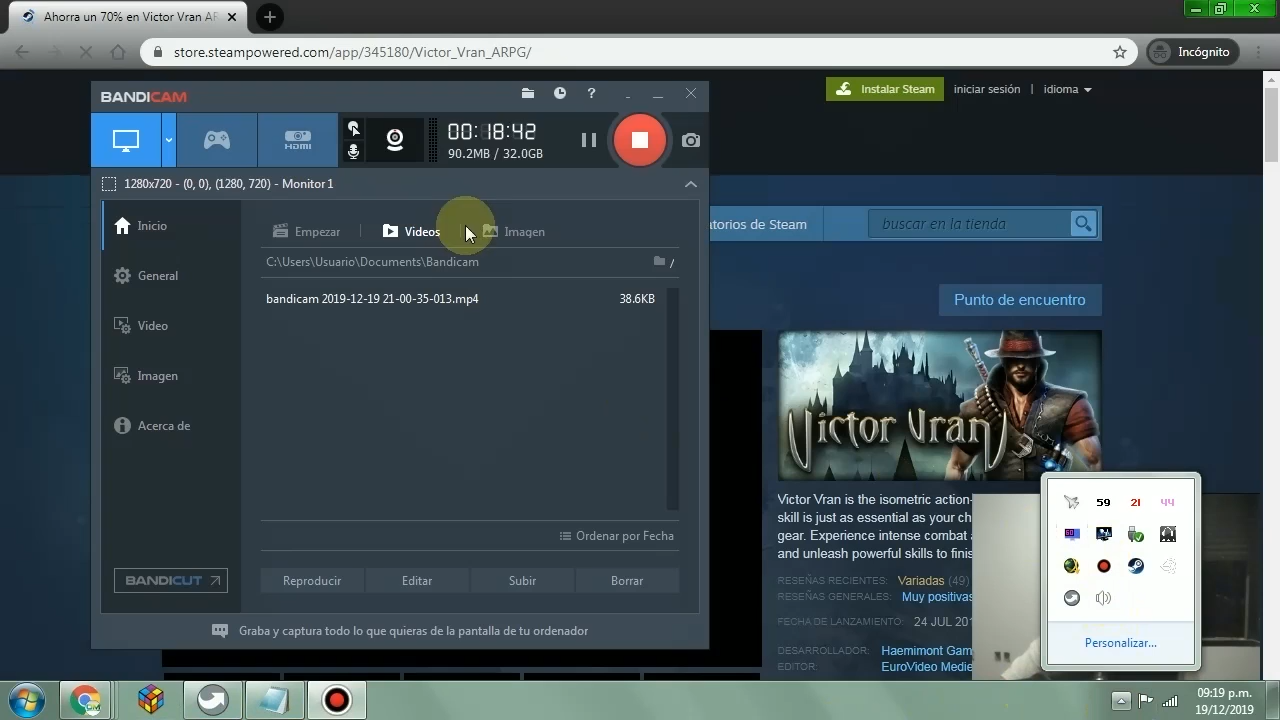 Ahorra un 70% en Victor Vran AR
store.steampowered.com/app/345180/Victor_Vran_ARPG/
Incógnito
Instalar Steam
iniciar sesión
idioma
BANDICAM
?
HDMI
00:18:42
90.2MB / 32.0GB
1280x720 - (0, 0), (1280, 720) - Monitor 1
Inicio
General
Video
Imagen
Acerca de
BANDICUT
Empezar
Videos
Imagen
C:\Users\Usuario\Documents\Bandicam
/
bandicam 2019-12-19 21-00-35-013.mp4
38.6KB
Ordenar por Fecha
Reproducir
Editar
Subir
Borrar
Graba y captura todo lo que quieras de la pantalla de tu ordenador
atorios de Steam
buscar en la tienda
Punto de encuentro
Victor Vran
Victor Vran is the isometric action-
skill is just as essential as your ch
gear. Experience intense combat
and unleash powerful skills to finis
RESEÑAS RECIENTES: Variadas (49)
RESEÑAS GENERALES: Muy positivas
FECHA DE LANZAMIENTO: 24 JUL 201
DESARROLLADOR: Haemimont Gam
EDITOR: EuroVideo Medie
59 21 44
60
Personalizar...
09:19 p.m.
19/12/2019